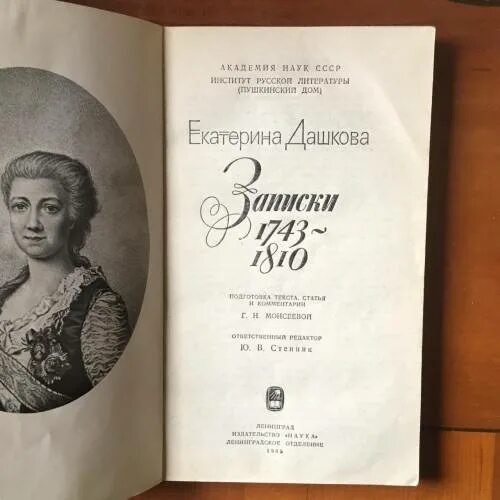 АКАДЕМИЯ НАУК СССР
ИНСТИТУТ РУССКОЙ ЛИТЕРАТУРЫ
(ПУШКИНСКИЙ ДОМ)
Екатерина Дашкова
Записки
1743~
1810
ПОДГОТОВКА ТЕКСТА, СТАТЬЯ
И КОММЕНТАРИИ
Г. Н. МОИСЕЕВОЙ
ОТВЕТСТВЕННЫЙ РЕДАКТОР
Ю. В. Стенник
ЛЕНИНГРАД
ИЗДАТЕЛЬСТВО «НАУКА»
ЛЕНИНГРАДСКОЕ ОТДЕЛЕНИЕ
1985